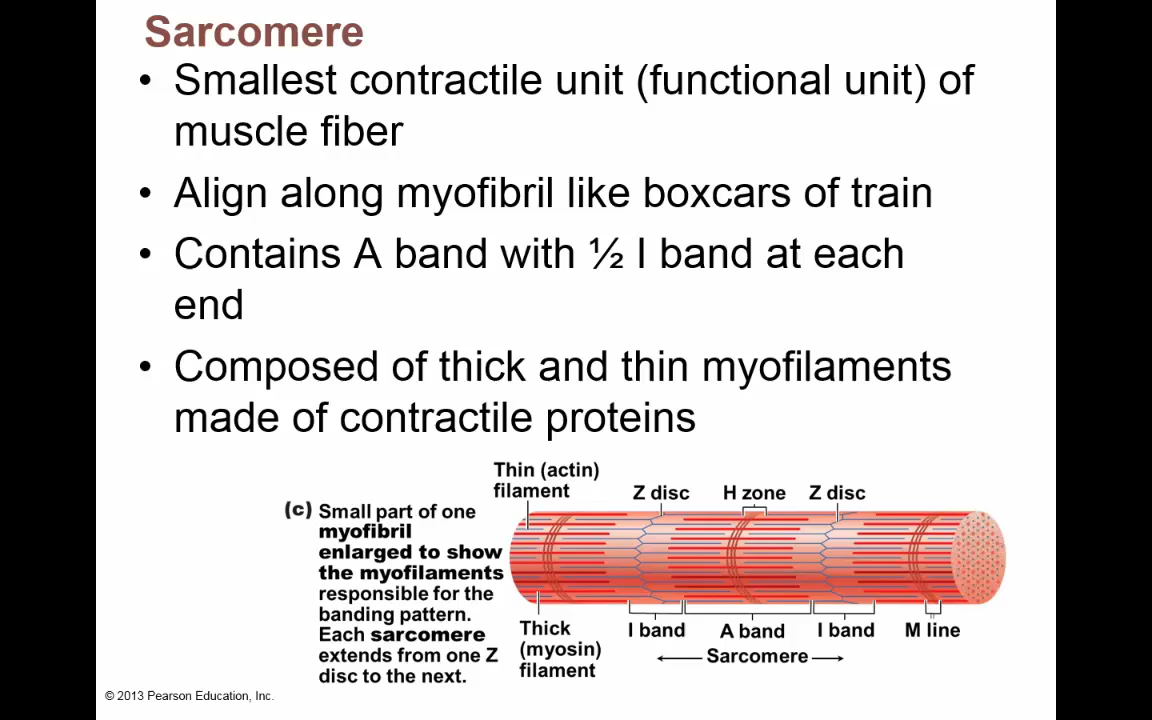 Sarcomere
• Smallest contractile unit (functional unit) of
muscle fiber
• Align along myofibril like boxcars of train
• Contains A band with ½ I band at each
end
• Composed of thick and thin myofilaments
made of contractile proteins
Thin (actin)
filament
Z disc
H zone
Z disc
(c) Small part of one
myofibril
enlarged to show
the myofilaments
responsible for the
banding pattern.
Each sarcomere
extends from one Z
disc to the next.
Thick
(myosin)
filament
I band
A band
I band
M line
Sarcomere
© 2013 Pearson Education, Inc.